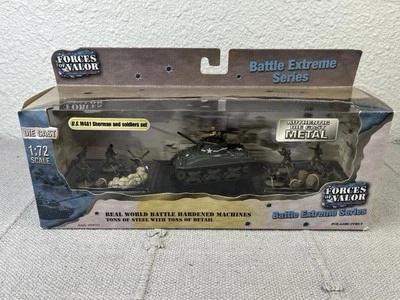 FORCES
OF VALOR
Battle Extreme
Series
U.S. M4A1 Sherman and soldiers set
AUTHENTIC
DIE CAST
METAL
DIE CAST
1:72
SCALE
FORCES
OF VALOR
Battle Extreme Series
REAL WORLD BATTLE HARDENED MACHINES
TONS OF STEEL WITH TONS OF DETAIL